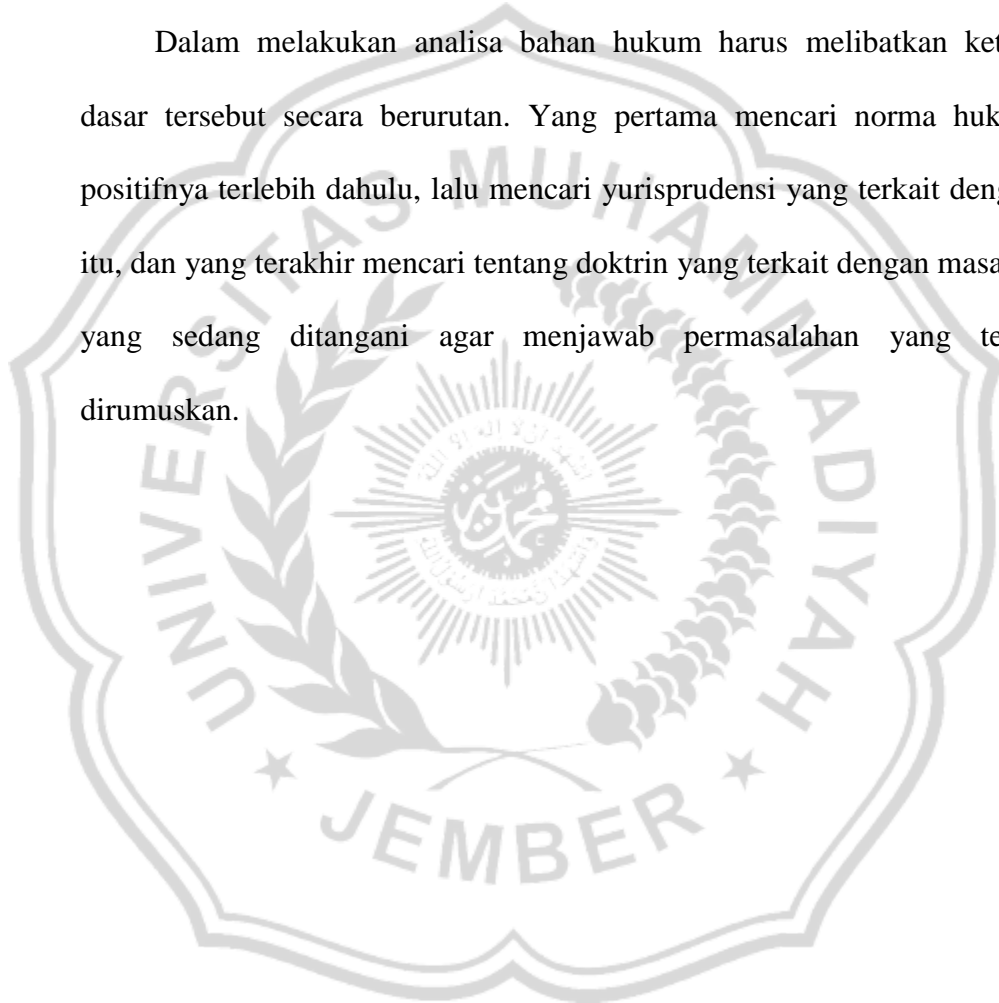 Dalam melakukan analisa bahan hukum harus melibatkan ket
dasar tersebut secara berurutan. Yang pertama mencari norma huk
positifnya terlebih dahulu, lalu mencari yurisprudensi yang terkait deng
itu, dan yang terakhir mencari tentang doktrin yang terkait dengan masa
yang sedang ditangani agar menjawab permasalahan yang te
dirumuskan.
UNIVERSITAS MUHAMMADIYAH
JEMBER